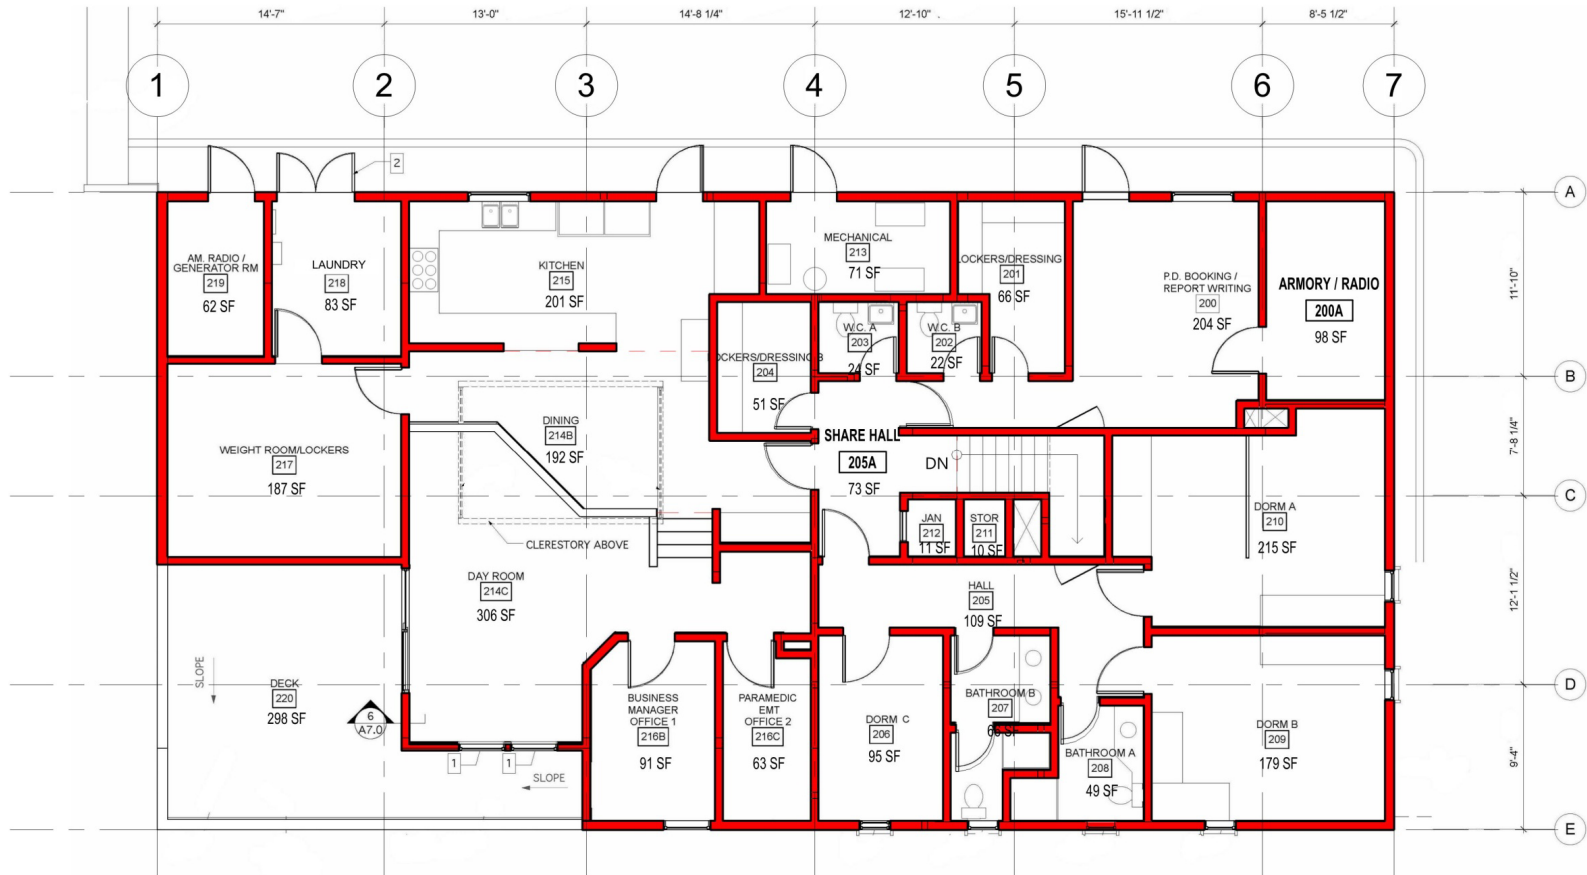 14'-7"
13'-0"
14'-8 1/4"
12'-10"
15'-11 1/2"
8'-5 1/2"
1
2
3
4
5
6
7
2
A
11'-10"
B
7'-8 1/4"
C
12'-1 1/2"
D
9'-4"
E
AM. RADIO /
GENERATOR RM
219
62 SF
LAUNDRY
218
83 SF
KITCHEN
215
201 SF
MECHANICAL
213
71 SF
LOCKERS/DRESSING
201
66 SF
P.D. BOOKING /
REPORT WRITING
200
204 SF
ARMORY / RADIO
200A
98 SF
LOCKERS/DRESSING B
204
51 SF
W.C. A
203
24 SF
W.C. B
202
22 SF
WEIGHT ROOM/LOCKERS
217
187 SF
DINING
214B
192 SF
SHARE HALL
205A
73 SF
DN
JAN
212
11 SF
STOR
211
10 SF
DORM A
210
215 SF
CLERESTORY ABOVE
DAY ROOM
214C
306 SF
HALL
205
109 SF
SLOPE
DECK
220
298 SF
6
A7.0
1
1
SLOPE
BUSINESS
MANAGER
OFFICE 1
216B
91 SF
PARAMEDIC
EMT
OFFICE 2
216C
63 SF
DORM C
206
95 SF
BATHROOM B
207
BATHROOM A
208
49 SF
DORM B
209
179 SF